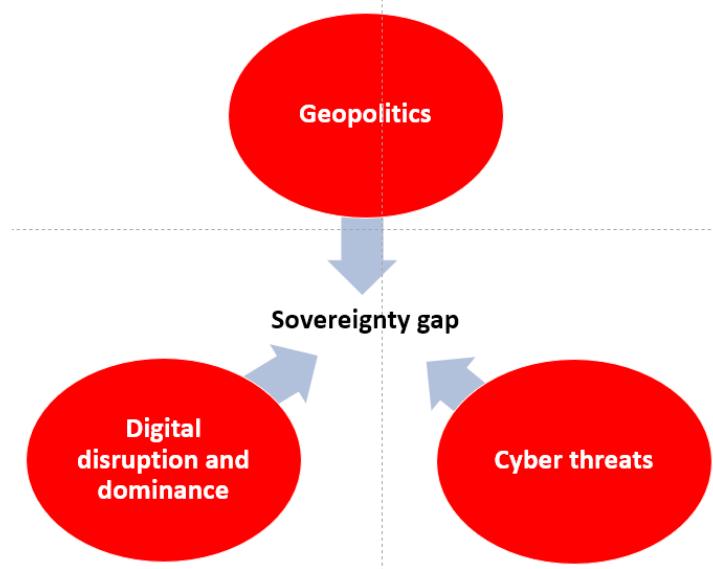 Geopolitics
Sovereignty gap
Digital
disruption and
dominance
Cyber threats